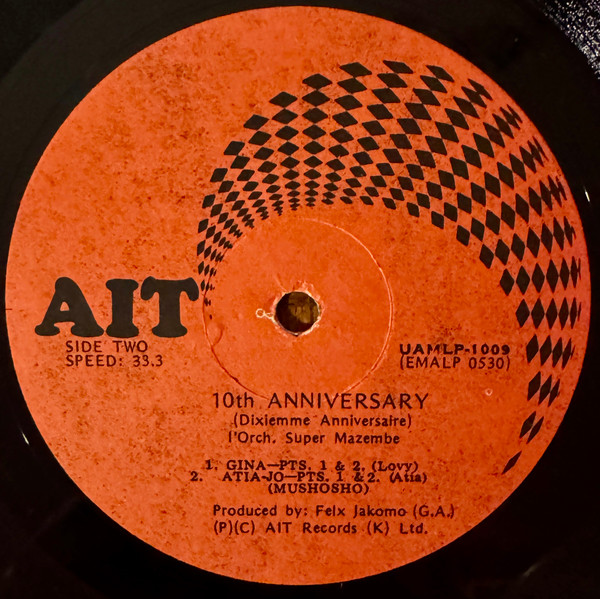 AIT
SIDE TWO
SPEED: 33.3
UAMLP-1009
(EMALP 0530)
10th ANNIVERSARY
(Dixiemme Anniversaire)
l'Orch. Super Mazembe
1. GINA—PTS. 1 & 2. (Lovy)
2. ATIA-JO—PTS. 1 & 2. (Atia)
(MUSHOSHO)
Produced by: Felix Jakomo (G.A.)
(P)(C) AIT Records (K) Ltd.